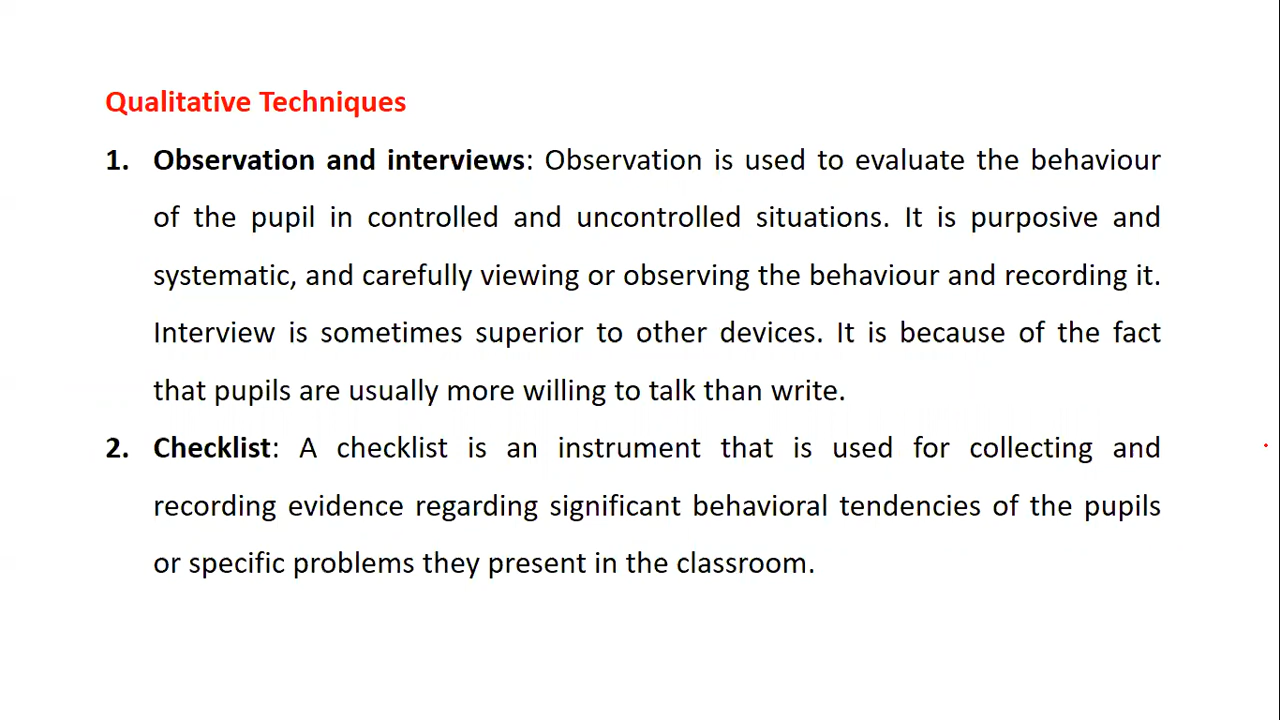 Qualitative Techniques
1. Observation and interviews: Observation is used to evaluate the behaviour
of the pupil in controlled and uncontrolled situations. It is purposive and
systematic, and carefully viewing or observing the behaviour and recording it.
Interview is sometimes superior to other devices. It is because of the fact
that pupils are usually more willing to talk than write.
2. Checklist: A checklist is an instrument that is used for collecting and
recording evidence regarding significant behavioral tendencies of the pupils
or specific problems they present in the classroom.